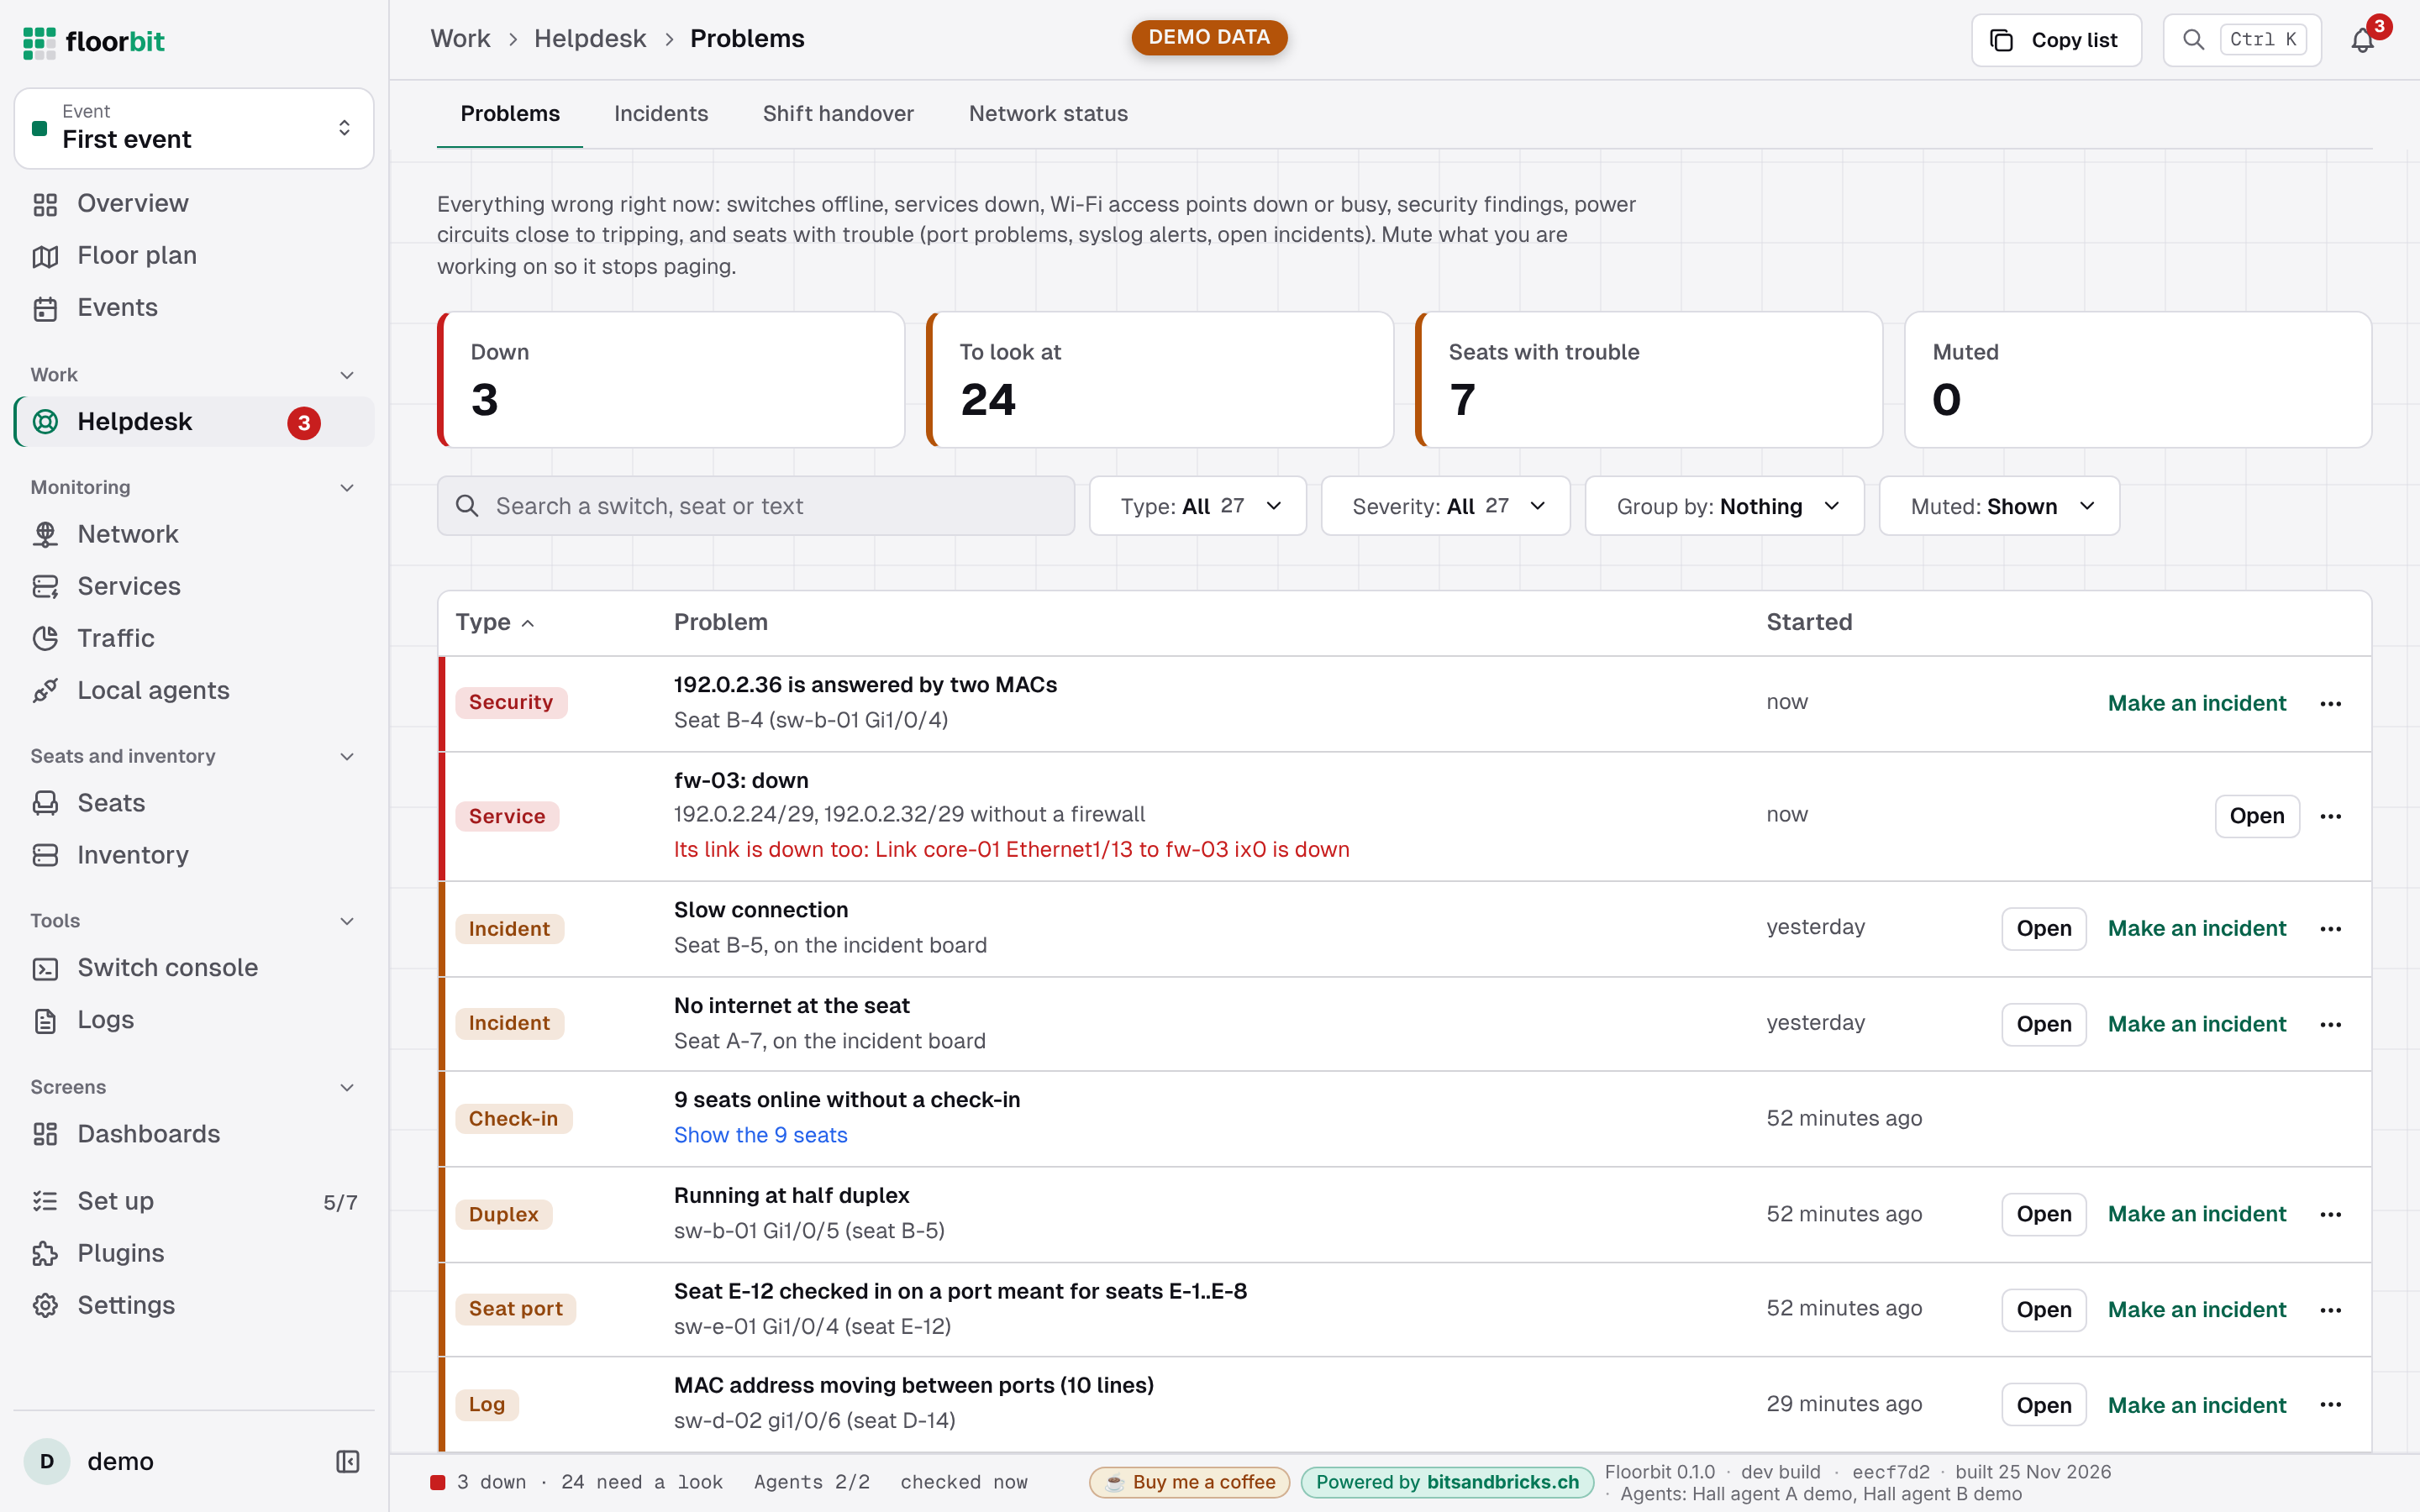 floorbit
Work > Helpdesk > Problems
DEMO DATA
Copy list
Ctrl K
3
Event
First event
Overview
Floor plan
Events
Work
Helpdesk 3
Monitoring
Network
Services
Traffic
Local agents
Seats and inventory
Seats
Inventory
Tools
Switch console
Logs
Screens
Dashboards
Set up 5/7
Plugins
Settings
D demo
Problems Incidents Shift handover Network status
Everything wrong right now: switches offline, services down, Wi-Fi access points down or busy, security findings, power
circuits close to tripping, and seats with trouble (port problems, syslog alerts, open incidents). Mute what you are
working on so it stops paging.
Down
3
To look at
24
Seats with trouble
7
Muted
0
Search a switch, seat or text
Type: All 27
Severity: All 27
Group by: Nothing
Muted: Shown
Type Problem Started
Security
192.0.2.36 is answered by two MACs
Seat B-4 (sw-b-01 Gi1/0/4)
now
Make an incident ...
Service
fw-03: down
192.0.2.24/29, 192.0.2.32/29 without a firewall
Its link is down too: Link core-01 Ethernet1/13 to fw-03 ix0 is down
now
Open ...
Incident
Slow connection
Seat B-5, on the incident board
yesterday
Open Make an incident ...
Incident
No internet at the seat
Seat A-7, on the incident board
yesterday
Open Make an incident ...
Check-in
9 seats online without a check-in
Show the 9 seats
52 minutes ago
Duplex
Running at half duplex
sw-b-01 Gi1/0/5 (seat B-5)
52 minutes ago
Open Make an incident ...
Seat port
Seat E-12 checked in on a port meant for seats E-1..E-8
sw-e-01 Gi1/0/4 (seat E-12)
52 minutes ago
Open Make an incident ...
Log
MAC address moving between ports (10 lines)
sw-d-02 gi1/0/6 (seat D-14)
29 minutes ago
Open Make an incident ...
3 down · 24 need a look Agents 2/2 checked now
Buy me a coffee
Powered by bitsandbricks.ch
Floorbit 0.1.0 · dev build · eecf7d2 · built 25 Nov 2026
· Agents: Hall agent A demo, Hall agent B demo